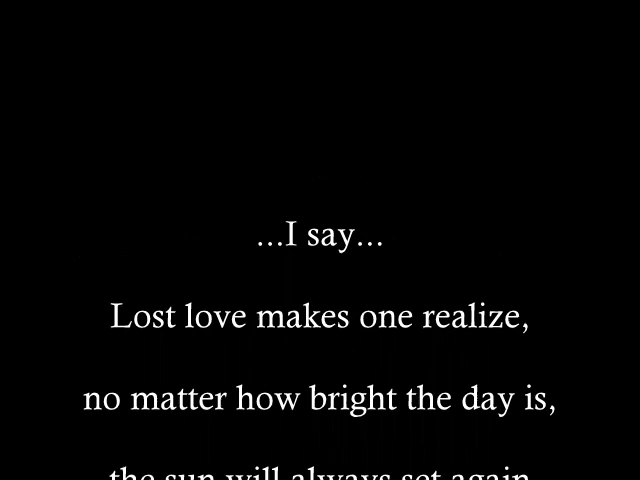 ...I say...
Lost love makes one realize,
no matter how bright the day is,
the sun will always set again